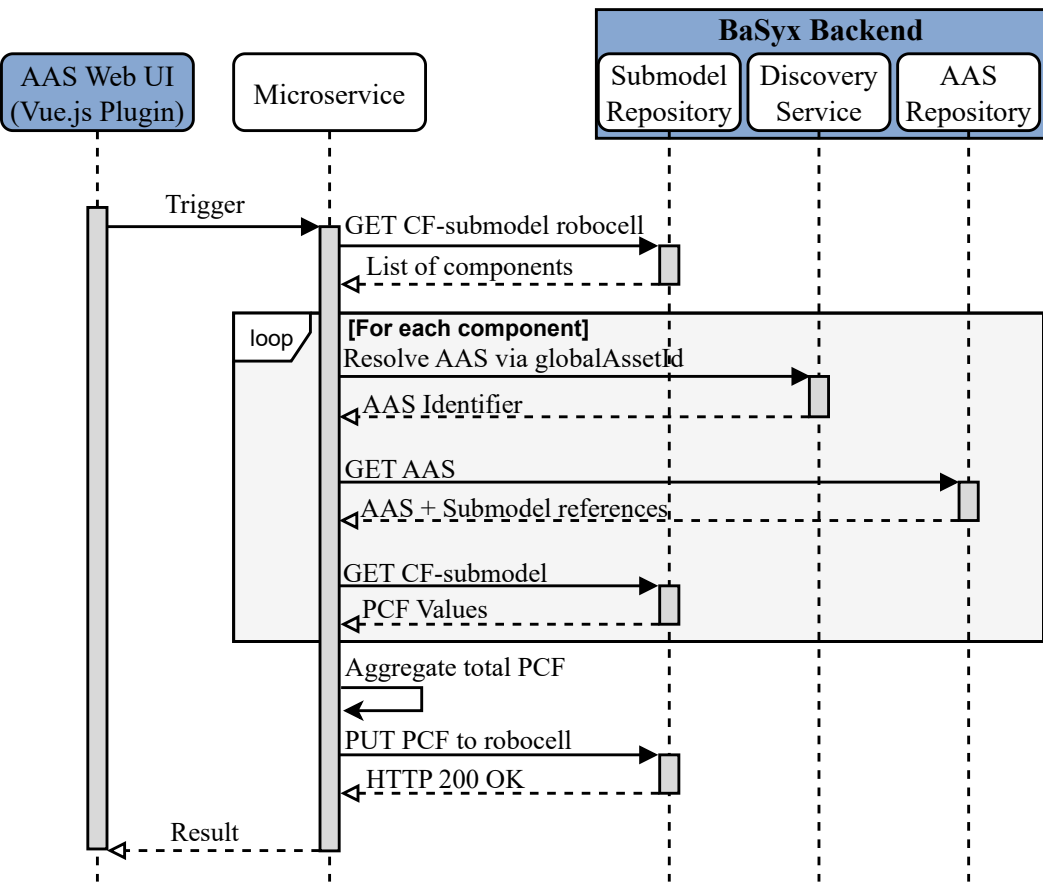 BaSyx Backend
AAS Web UI
(Vue.js Plugin)
Microservice
Submodel
Repository
Discovery
Service
AAS
Repository
Trigger
GET CF-submodel robocell
List of components
loop
[For each component]
Resolve AAS via globalAssetId
AAS Identifier
GET AAS
AAS + Submodel references
GET CF-submodel
PCF Values
Aggregate total PCF
PUT PCF to robocell
HTTP 200 OK
Result